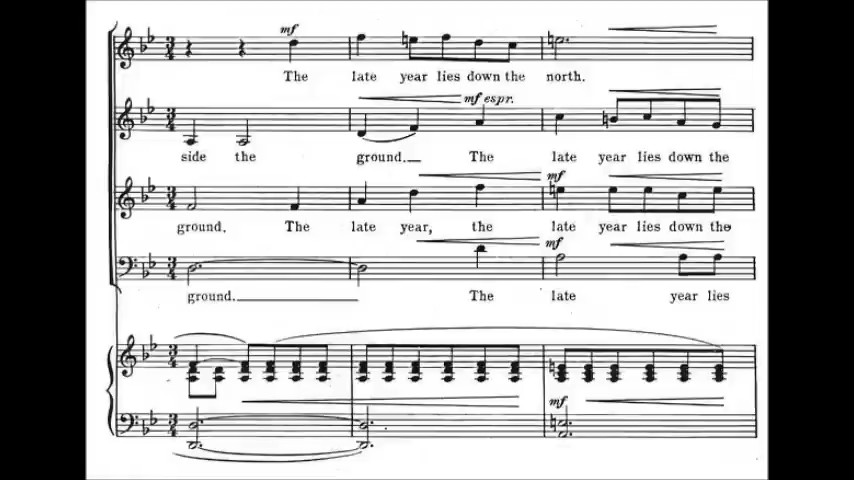 mf
The late year lies down the north.
mf espr.
side the ground. The late year lies down the
mf
ground. The late year, the late year lies down the
mf
ground. The late year lies
mf